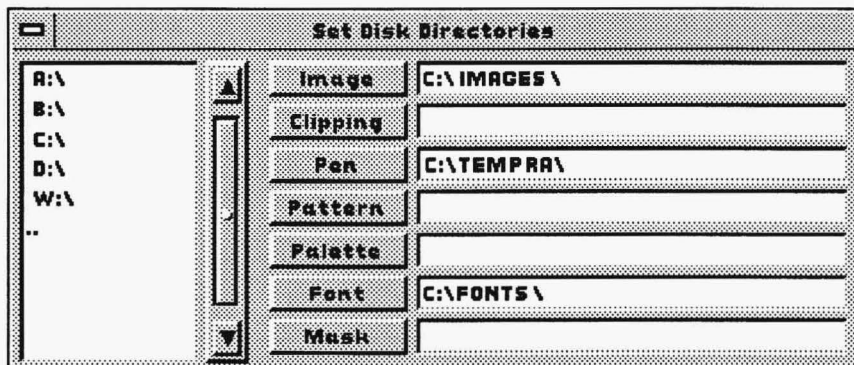 Set Disk Directories
A:\
B:\
C:\
D:\
W:\
..
Image C:\IMAGES\
Clipping
Pen C:\TEMPRA\
Pattern
Palette
Font C:\FONTS\
Mask